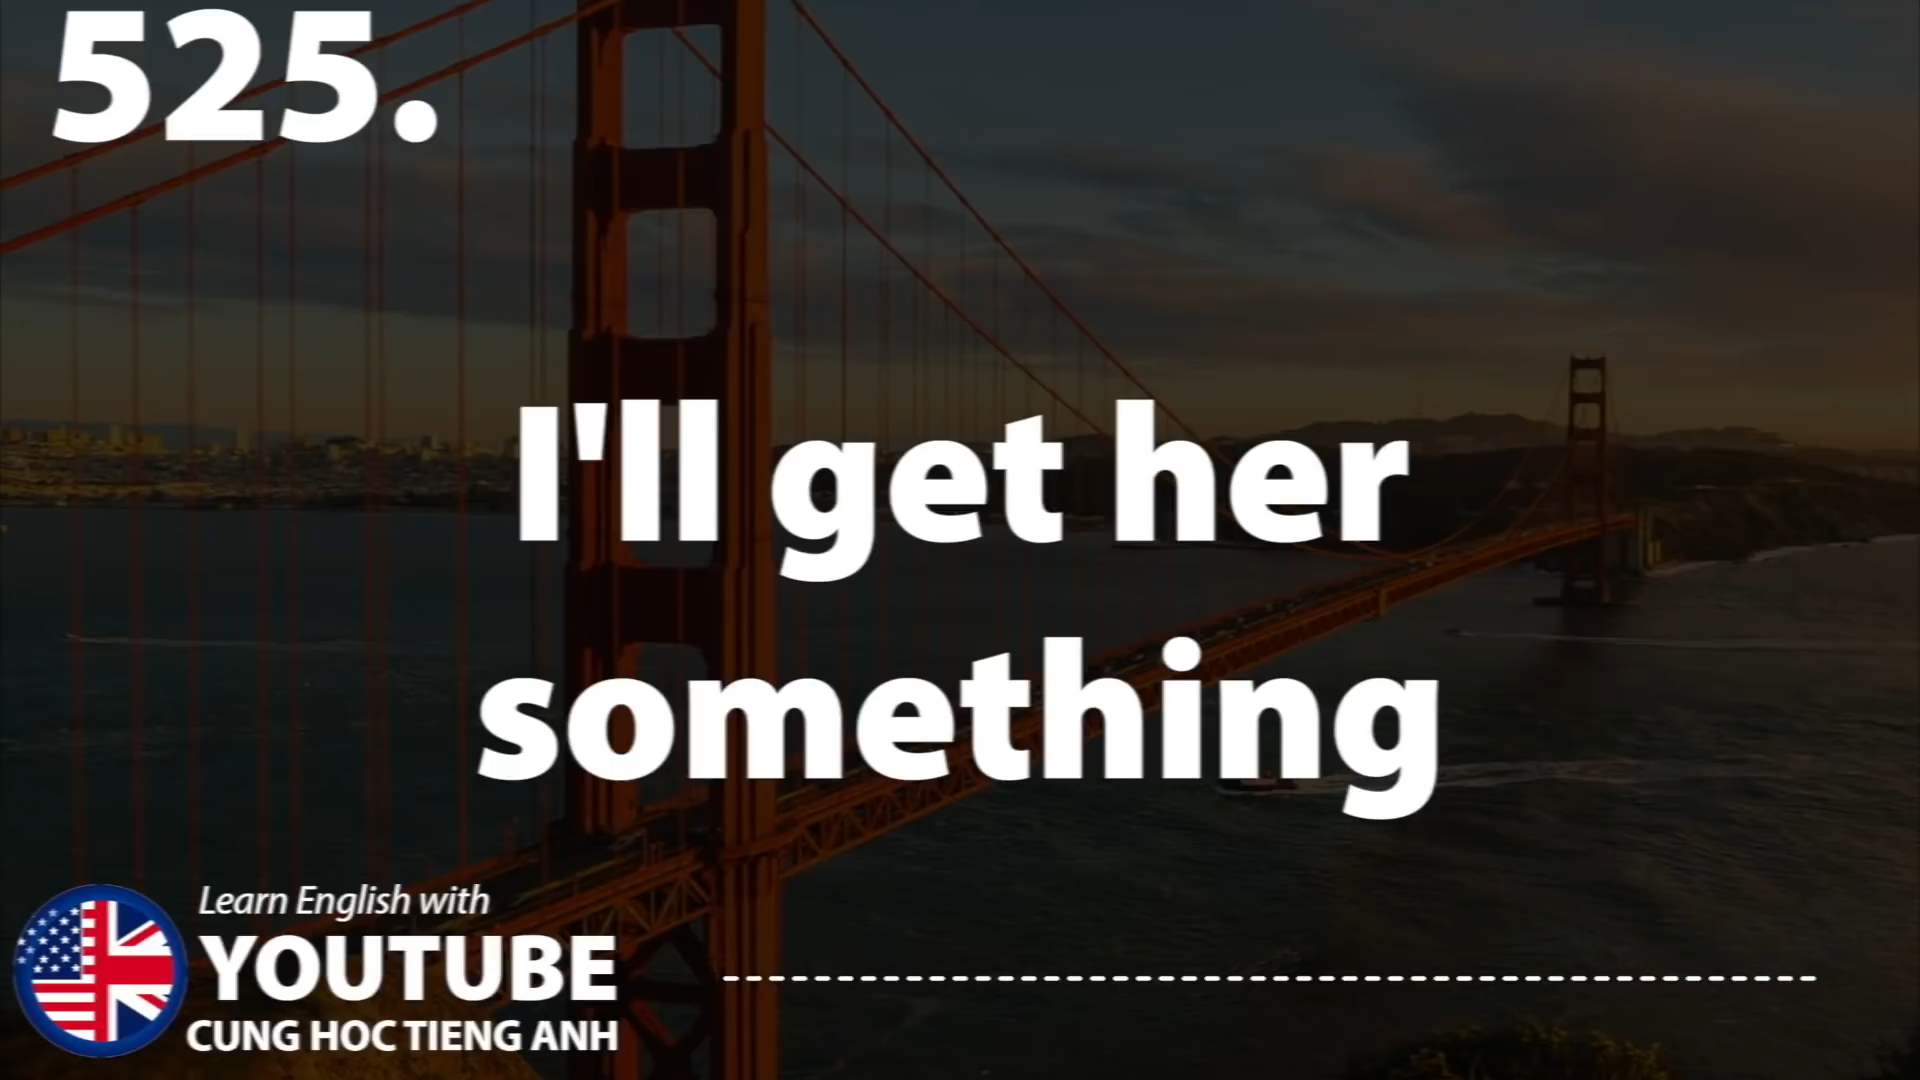 525.
I'll get her
something
Learn English with
YOUTUBE
CUNG HOC TIENG ANH